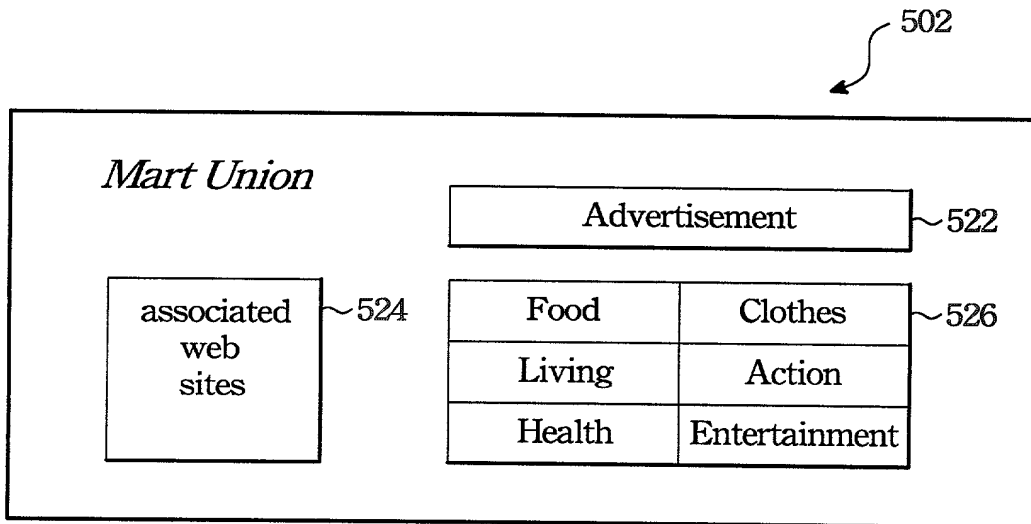 502
Mart Union
Advertisement
522
associated
web
sites
524
Food
Clothes
526
Living
Action
Health
Entertainment